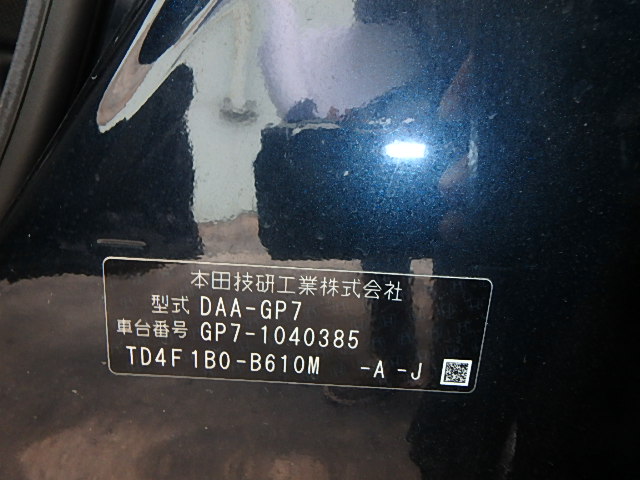 本田技研工業株式会社
型式 DAA-GP7
車台番号 GP7-1040385
TD4F1B0-B610M -A -J